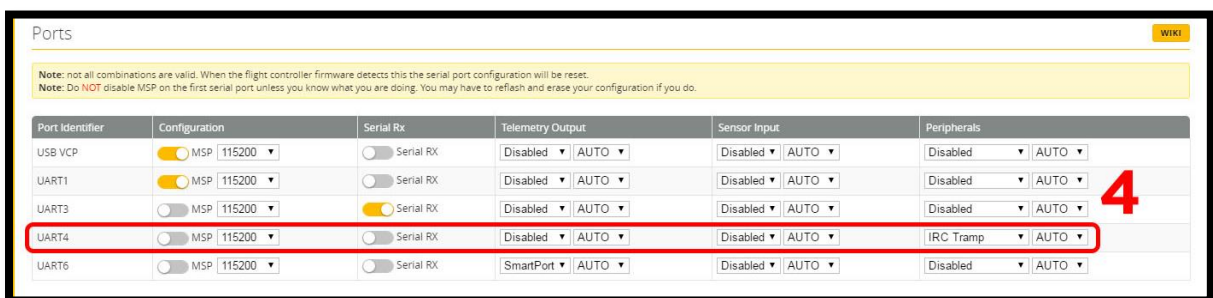 Ports
WIKI
Note: not all combinations are valid. When the flight controller firmware detects this the serial port configuration will be reset.
Note: Do NOT disable MSP on the first serial port unless you know what you are doing. You may have to reflash and erase your configuration if you do.
Port Identifier Configuration Serial Rx Telemetry Output Sensor Input Peripherals
USB VCP MSP 115200 Serial RX Disabled AUTO Disabled AUTO Disabled AUTO
UART1 MSP 115200 Serial RX Disabled AUTO Disabled AUTO Disabled AUTO
4
UART3 MSP 115200 Serial RX Disabled AUTO Disabled AUTO Disabled AUTO
UART4 MSP 115200 Serial RX Disabled AUTO Disabled AUTO IRC Tramp AUTO
UART6 MSP 115200 Serial RX SmartPort AUTO Disabled AUTO Disabled AUTO